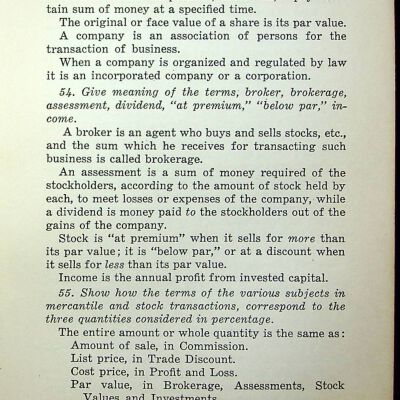 tain sum of money at a specified time.
The original or face value of a share is its par value.
A company is an association of persons for the
transaction of business.
When a company is organized and regulated by law
it is an incorporated company or a corporation.
54. Give meaning of the terms, broker, brokerage,
assessment, dividend, "at premium," "below par," in-
come.
A broker is an agent who buys and sells stocks, etc.,
and the sum which he receives for transacting such
business is called brokerage.
An assessment is a sum of money required of the
stockholders, according to the amount of stock held by
each, to meet losses or expenses of the company, while
a dividend is money paid to the stockholders out of the
gains of the company.
Stock is "at premium" when it sells for more than
its par value; it is "below par," or at a discount when
it sells for less than its par value.
Income is the annual profit from invested capital.
55. Show how the terms of the various subjects in
mercantile and stock transactions, correspond to the
three quantities considered in percentage.
The entire amount or whole quantity is the same as:
Amount of sale, in Commission.
List price, in Trade Discount.
Cost price, in Profit and Loss.
Par value, in Brokerage, Assessments, Stock
Values and Investments.